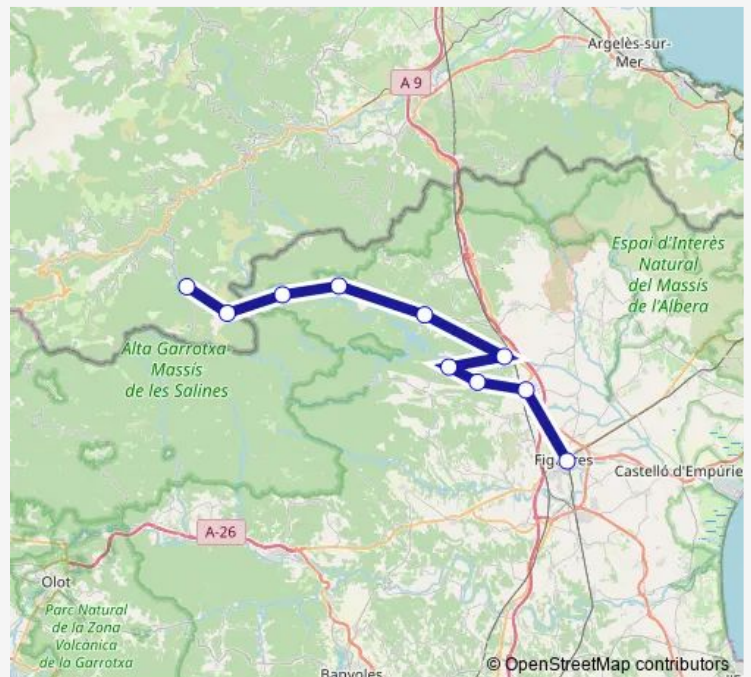 Argelès-sur-
Mer
A 9
Espai d'Interès
Natural
del Massís
de l'Albera
Alta Garrotxa
Massís
de les Salines
Castelló d'Empúrie
A-26
Olot
Parc Natural
de la Zona
Volcànica
de la Garrotxa
Banyoles
© OpenStreetMap contributors